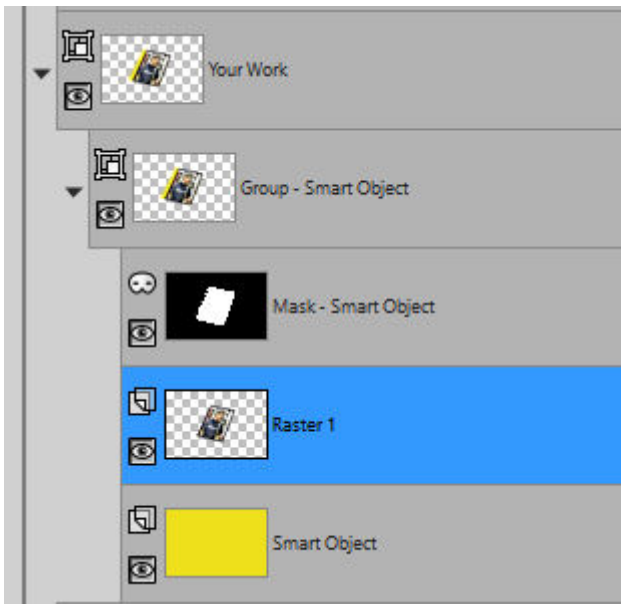 Your Work
Group - Smart Object
Mask - Smart Object
Raster 1
Smart Object